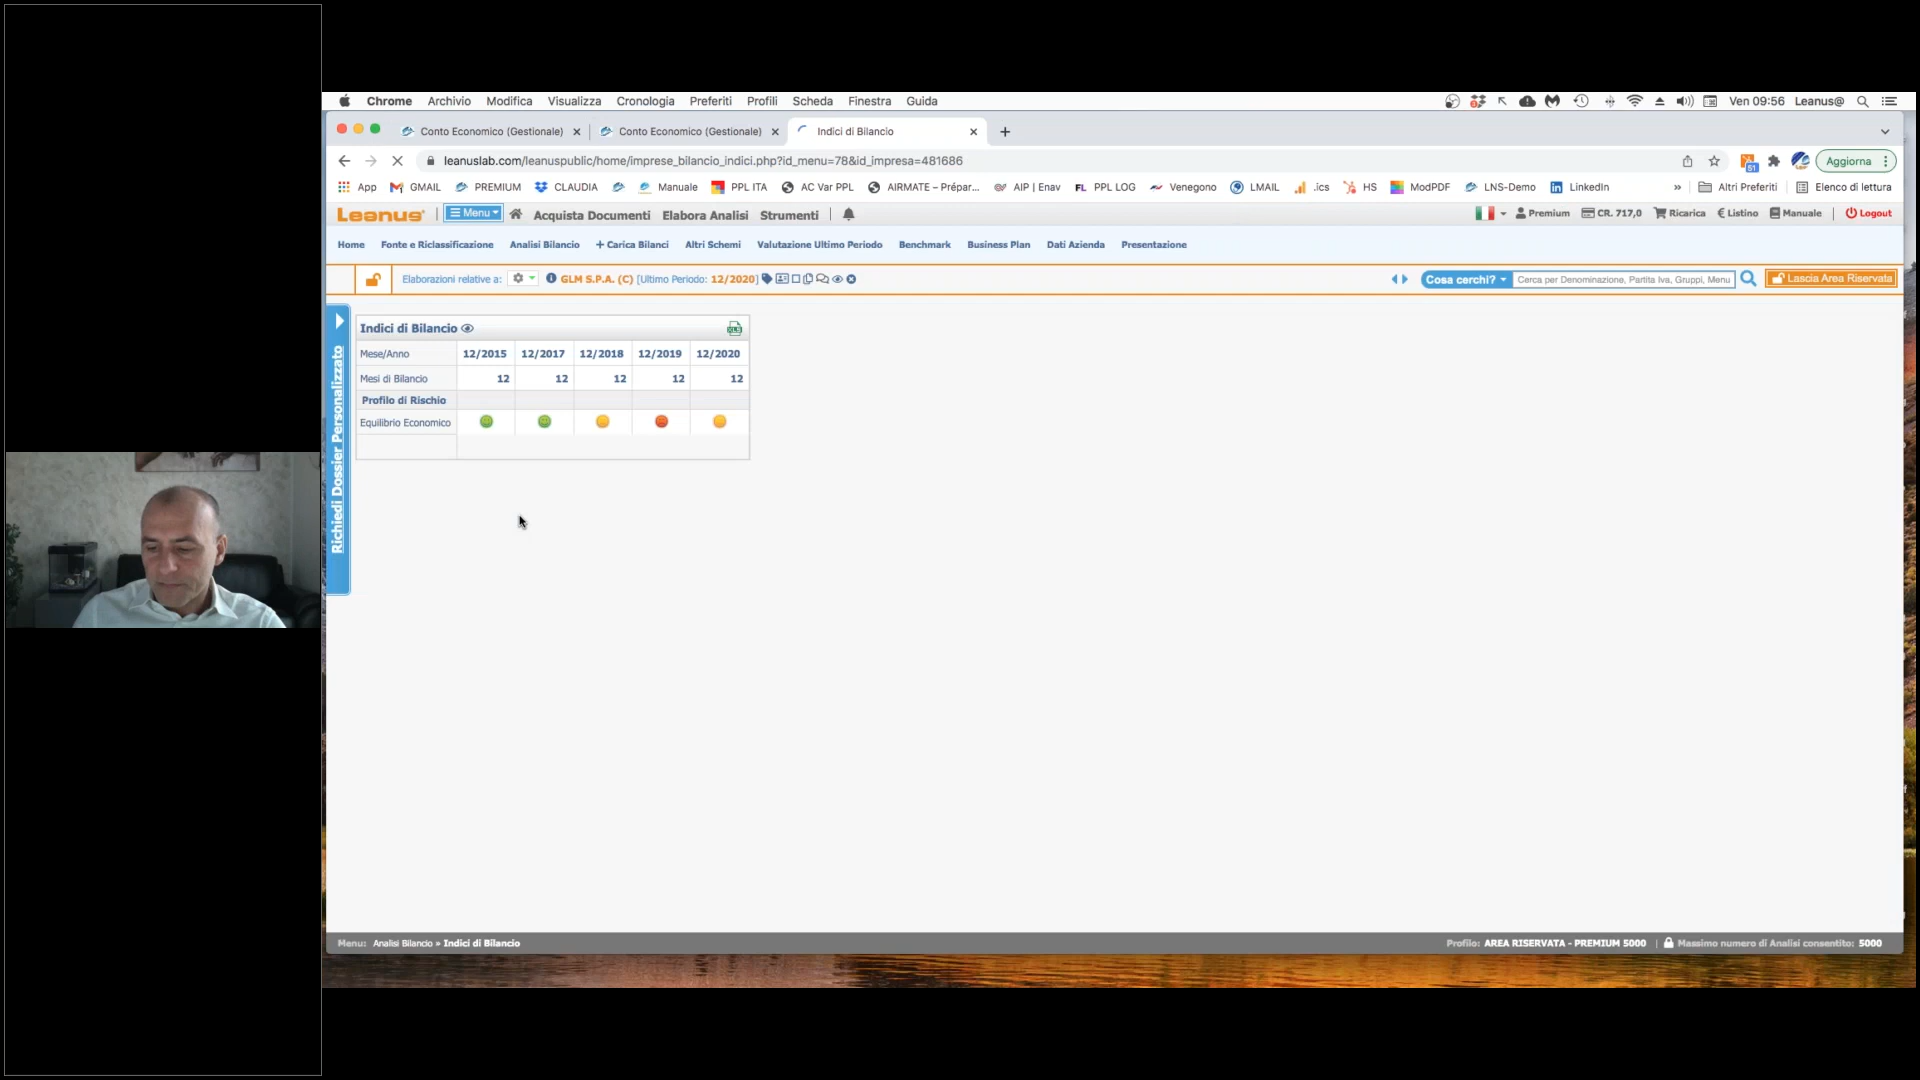 Chrome Archivio Modifica Visualizza Cronologia Preferiti Profili Scheda Finestra Guida Ven 09:56 Leanus@
Conto Economico (Gestionale) Conto Economico (Gestionale) Indici di Bilancio
leanuslab.com/leanuspublic/home/imprese_bilancio_indici.php?id_menu=78&id_impresa=481686 Aggiorna
App GMAIL PREMIUM CLAUDIA Manuale PPL ITA AC Var PPL AIRMATE – Prépar... AIP | Enav FL PPL LOG Venegono LMAIL .ics HS ModPDF LNS-Demo LinkedIn » Altri Preferiti Elenco di lettura
Leanus Menu Acquista Documenti Elabora Analisi Strumenti Premium CR. 717,0 Ricarica € Listino Manuale Logout
Home Fonte e Riclassificazione Analisi Bilancio + Carica Bilanci Altri Schemi Valutazione Ultimo Periodo Benchmark Business Plan Dati Azienda Presentazione
Elaborazioni relative a: GLM S.P.A. (C) [Ultimo Periodo: 12/2020] Cosa cerchi? Cerca per Denominazione, Partita Iva, Gruppi, Menu Lascia Area Riservata
Richiedi Dossier Personalizzato
Indici di Bilancio
Mese/Anno 12/2015 12/2017 12/2018 12/2019 12/2020
Mesi di Bilancio 12 12 12 12 12
Profilo di Rischio
Equilibrio Economico
Menu: Analisi Bilancio » Indici di Bilancio Profilo: AREA RISERVATA - PREMIUM 5000 | Massimo numero di Analisi consentito: 5000